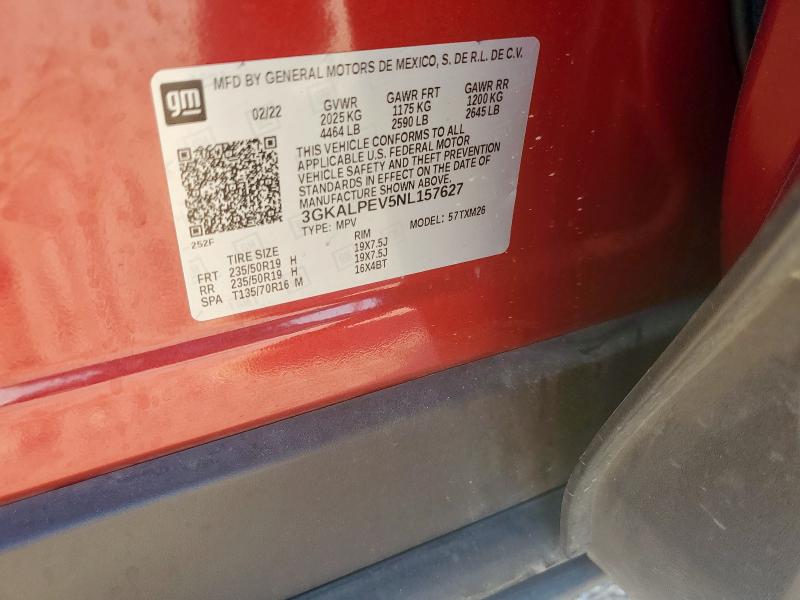 gm
MFD BY GENERAL MOTORS DE MEXICO, S. DE R.L. DE C.V.
02/22 GVWR GAWR FRT GAWR RR
2025 KG 1175 KG 1200 KG
4464 LB 2590 LB 2645 LB
THIS VEHICLE CONFORMS TO ALL
APPLICABLE U.S. FEDERAL MOTOR
VEHICLE SAFETY AND THEFT PREVENTION
STANDARDS IN EFFECT ON THE DATE OF
MANUFACTURE SHOWN ABOVE.
3GKALPEV5NL157627
TYPE: MPV MODEL: 57TXM26
252F
TIRE SIZE RIM
FRT 235/50R19 H 19X7.5J
RR 235/50R19 H 19X7.5J
SPA T135/70R16 M 16X4BT